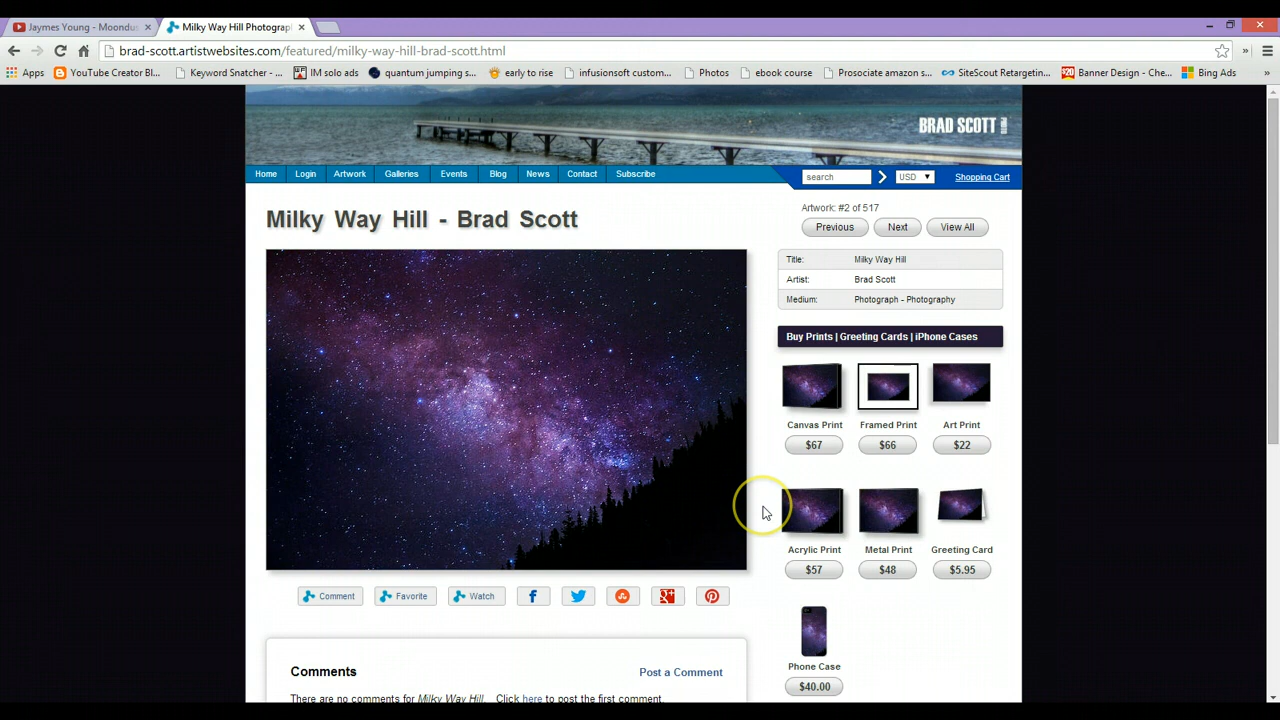 Jaymes Young - Moondus
Milky Way Hill Photograph
brad-scott.artistwebsites.com/featured/milky-way-hill-brad-scott.html
Apps YouTube Creator Bl... Keyword Snatcher - ... IM solo ads quantum jumping s... early to rise infusionsoft custom... Photos ebook course Prosociate amazon s... SiteScout Retargetin... $20 Banner Design - Che... Bing Ads »
BRAD SCOTT PHOTO
Home Login Artwork Galleries Events Blog News Contact Subscribe
search USD Shopping Cart
Milky Way Hill - Brad Scott
Artwork: #2 of 517
Previous Next View All
Title: Milky Way Hill
Artist: Brad Scott
Medium: Photograph - Photography
Buy Prints | Greeting Cards | iPhone Cases
Canvas Print Framed Print Art Print
$67 $66 $22
Acrylic Print Metal Print Greeting Card
$57 $48 $5.95
Phone Case
$40.00
Comment Favorite Watch
Comments Post a Comment
There are no comments for Milky Way Hill. Click here to post the first comment.